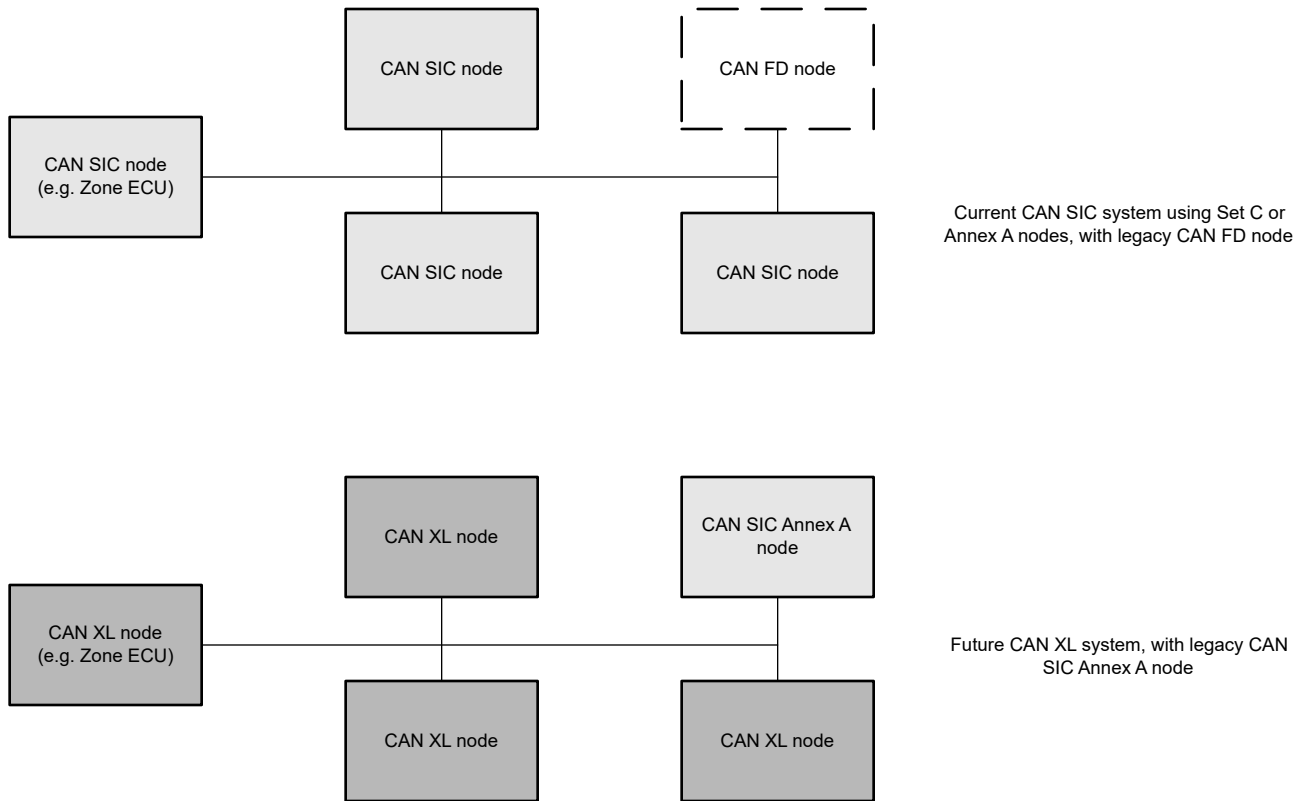 CAN SIC node
CAN FD node
CAN SIC node
(e.g. Zone ECU)
CAN SIC node
CAN SIC node
Current CAN SIC system using Set C or
Annex A nodes, with legacy CAN FD node
CAN XL node
CAN SIC Annex A
node
CAN XL node
(e.g. Zone ECU)
CAN XL node
CAN XL node
Future CAN XL system, with legacy CAN
SIC Annex A node